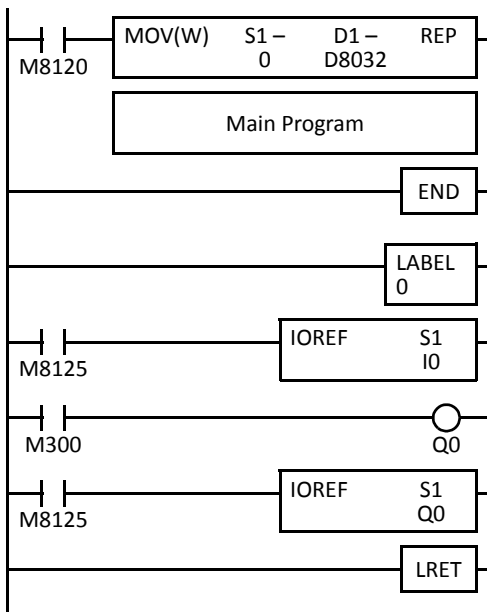 MOV(W) S1 – D1 – REP
0 D8032
M8120
Main Program
END
LABEL
0
IOREF S1
I0
M8125
M300
Q0
IOREF S1
Q0
M8125
LRET